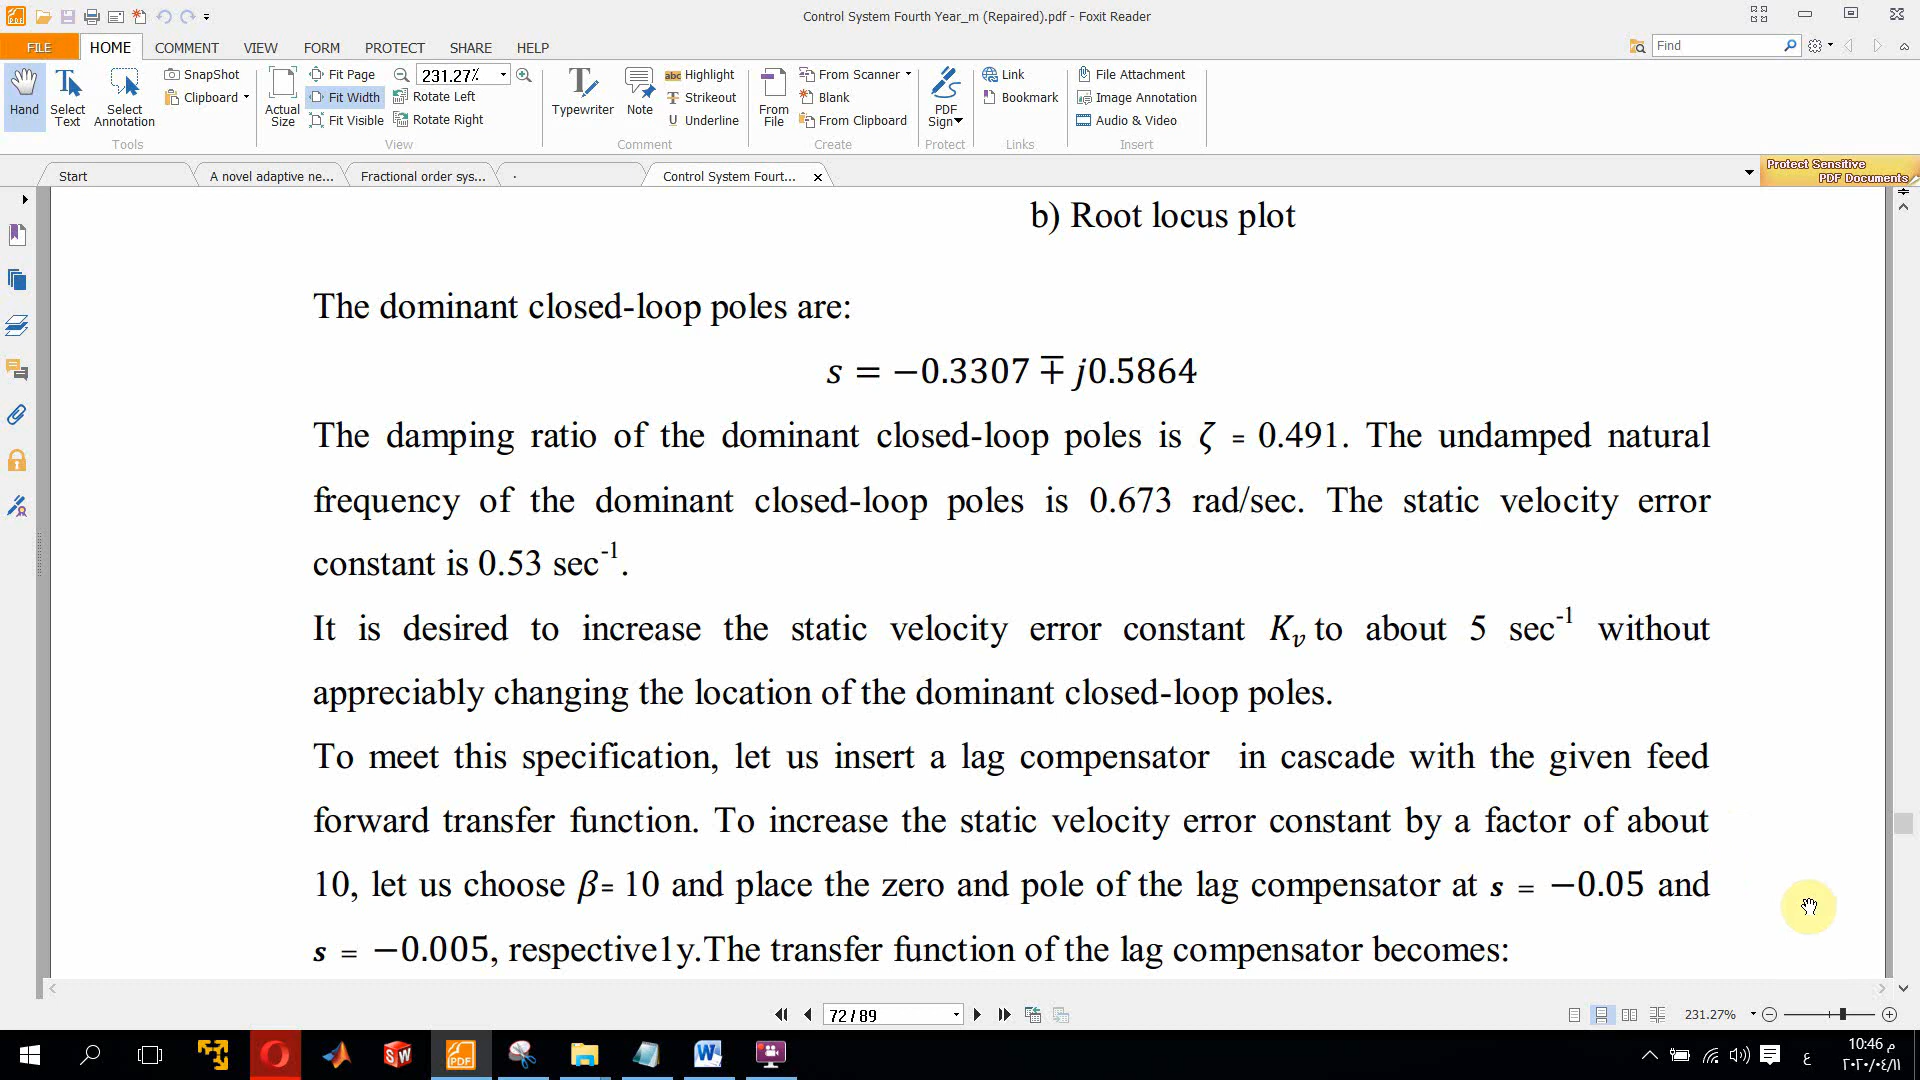 Control System Fourth Year_m (Repaired).pdf - Foxit Reader
FILE HOME COMMENT VIEW FORM PROTECT SHARE HELP
Find
Hand
Select Text
Select Annotation
SnapShot
Clipboard
Tools
Actual Size
Fit Page
Fit Width
Fit Visible
231.27%
Rotate Left
Rotate Right
View
Typewriter
Note
Highlight
Strikeout
Underline
Comment
From File
From Scanner
Blank
From Clipboard
Create
PDF Sign
Protect
Link
Bookmark
Links
File Attachment
Image Annotation
Audio & Video
Insert
Start
A novel adaptive ne...
Fractional order sys...
Control System Fourt...
Protect Sensitive
PDF Documents
b) Root locus plot
The dominant closed-loop poles are:
s = −0.3307 ∓ j0.5864
The damping ratio of the dominant closed-loop poles is ζ = 0.491. The undamped natural
frequency of the dominant closed-loop poles is 0.673 rad/sec. The static velocity error
constant is 0.53 sec⁻¹.
It is desired to increase the static velocity error constant Kᵥ to about 5 sec⁻¹ without
appreciably changing the location of the dominant closed-loop poles.
To meet this specification, let us insert a lag compensator in cascade with the given feed
forward transfer function. To increase the static velocity error constant by a factor of about
10, let us choose β= 10 and place the zero and pole of the lag compensator at s = −0.05 and
s = −0.005, respective1y.The transfer function of the lag compensator becomes:
72 / 89
231.27%
PDF
W
ع
10:46 م
٢٠٢٠/٠٤/١١